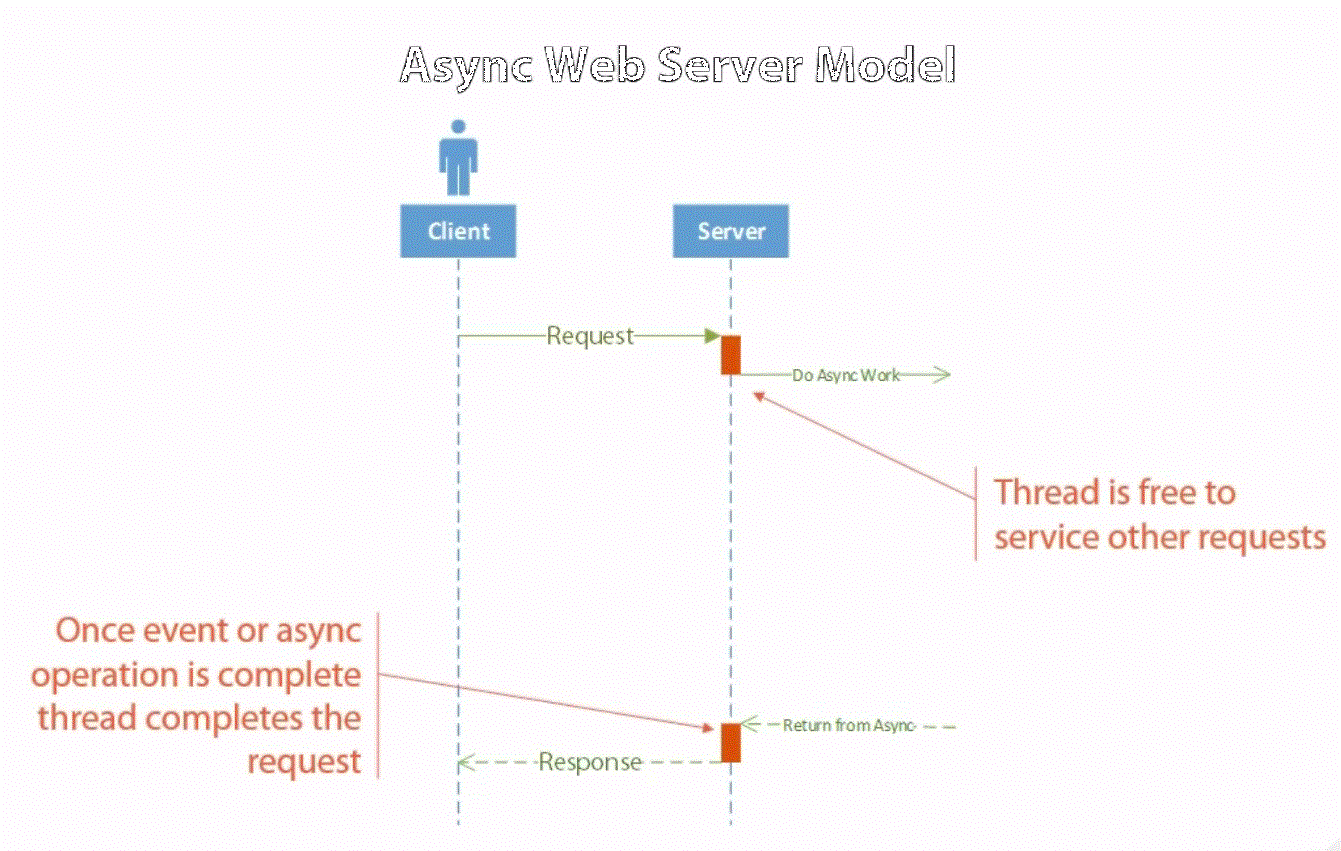 Async Web Server Model
Client
Server
Request
Do Async Work
Thread is free to
service other requests
Once event or async
operation is complete
thread completes the
request
Return from Async
Response